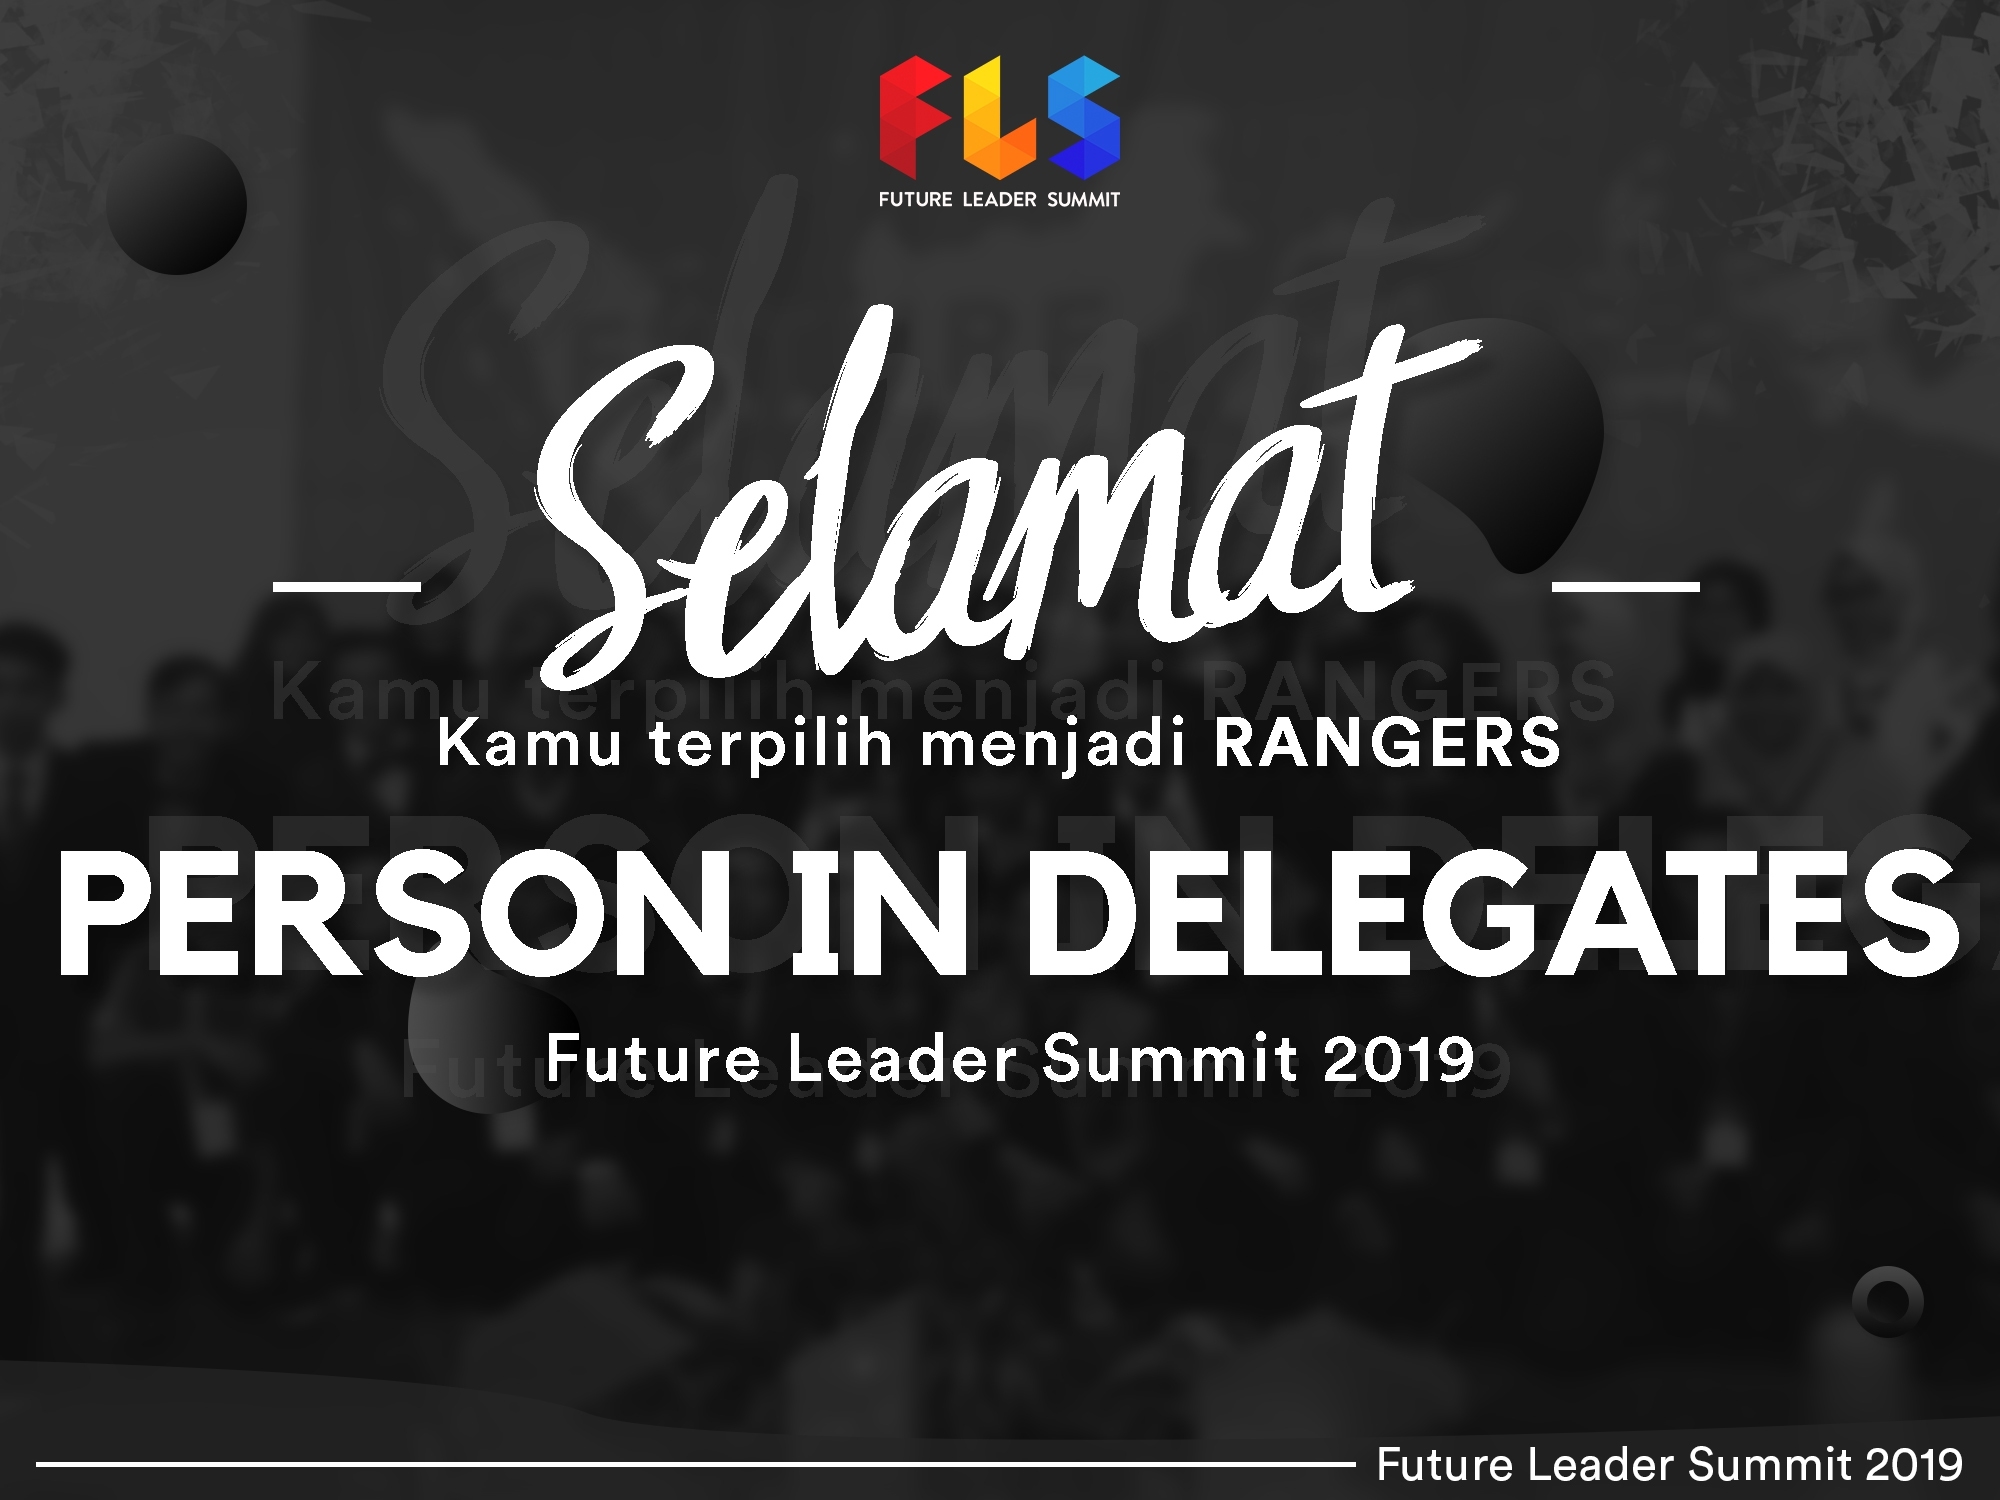 FLS
FUTURE LEADER SUMMIT
Selamat
Kamu terpilih menjadi RANGERS
PERSON IN DELEGATES
Future Leader Summit 2019
Future Leader Summit 2019